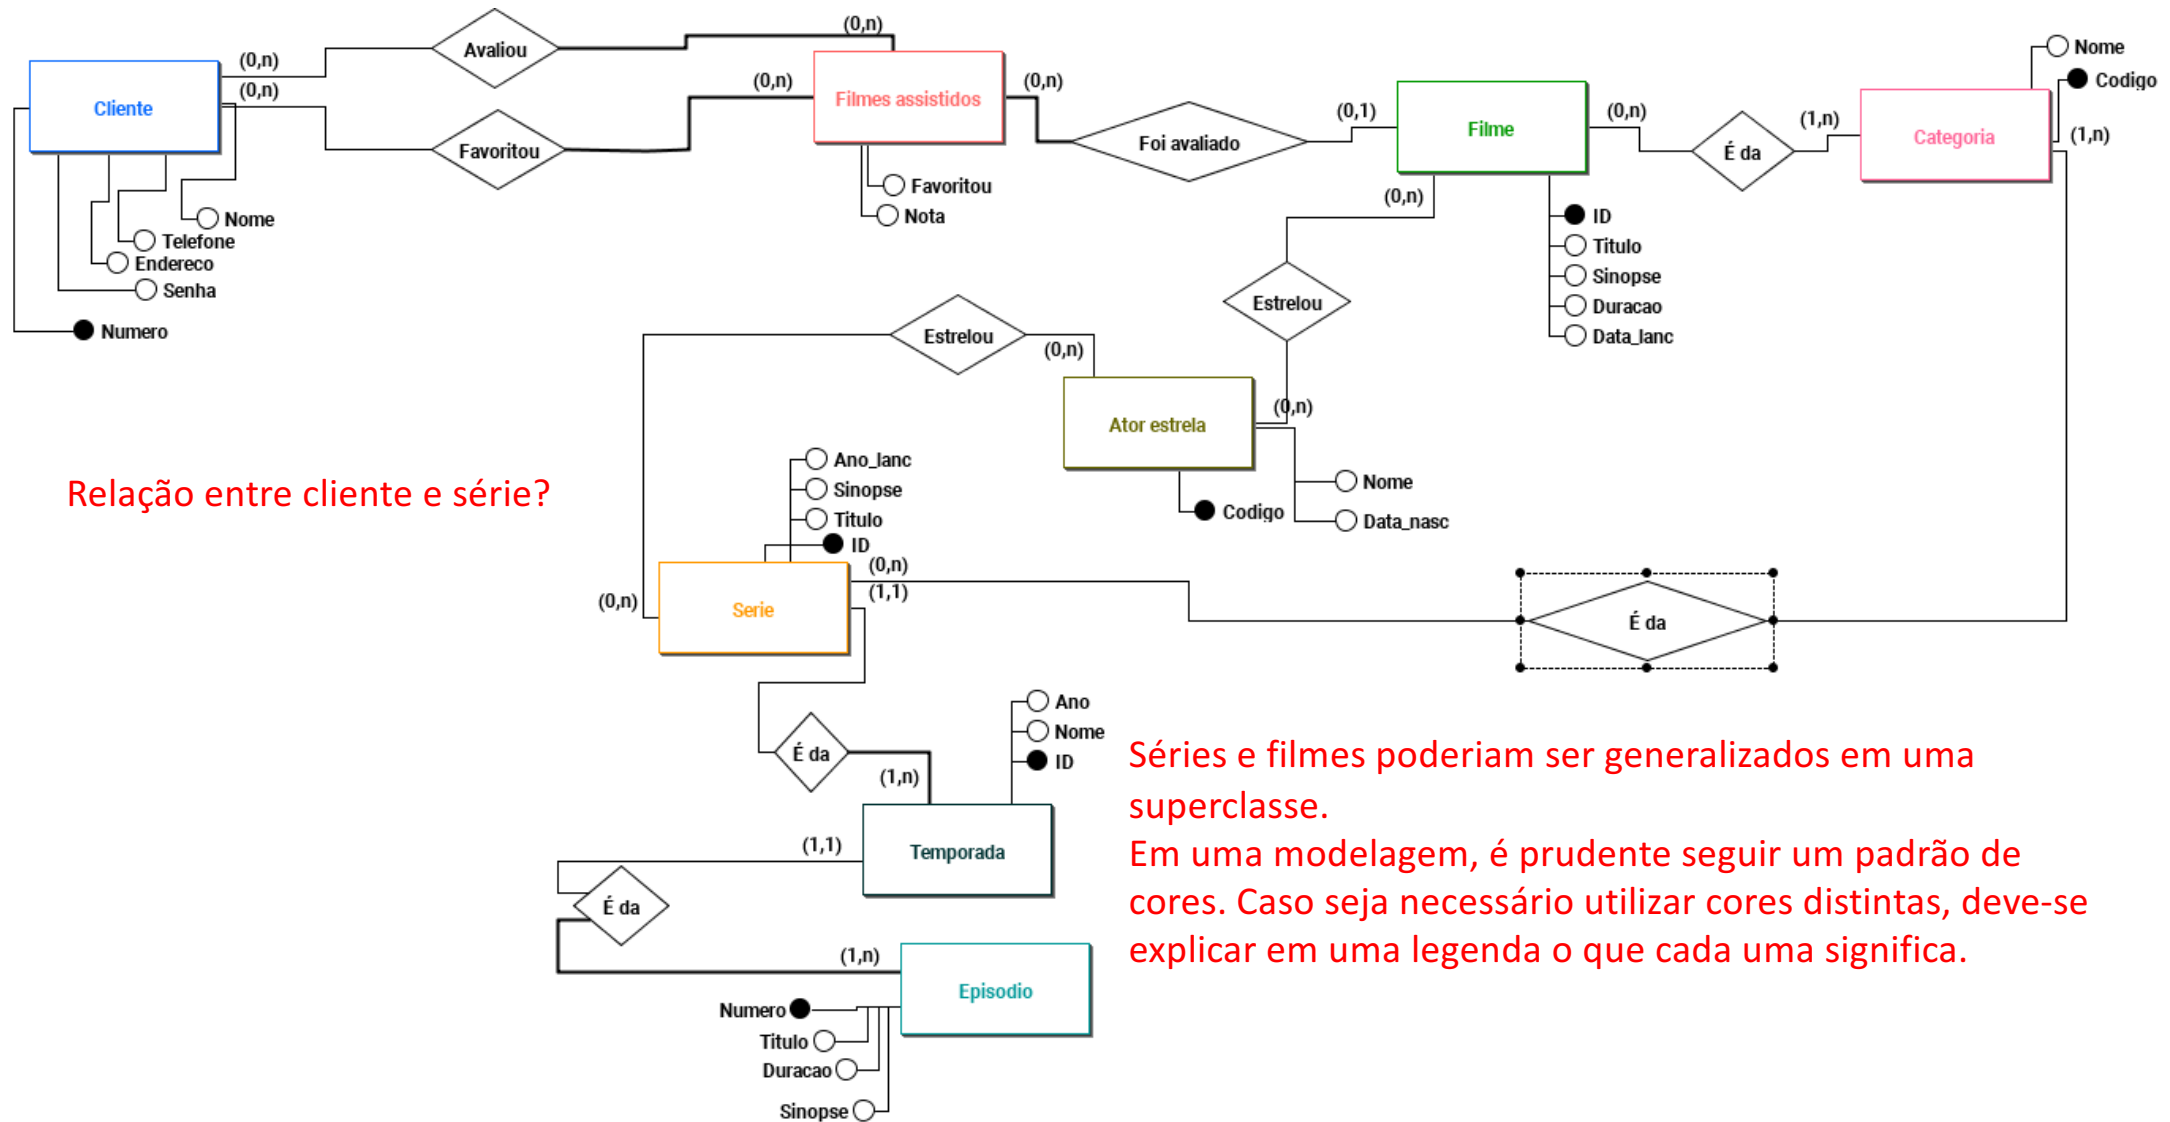 (0,n)
Avaliou
(0,n)
Cliente
(0,n)
Favoritou
(0,n)
Filmes assistidos
(0,n)
Foi avaliado
(0,1)
Filme
(0,n)
É da
(1,n)
Categoria
Nome
Codigo
(1,n)
Nome
Telefone
Endereco
Senha
Numero
Favoritou
Nota
(0,n)
ID
Titulo
Sinopse
Duracao
Data_lanc
Estrelou
Estrelou
(0,n)
(0,n)
Ator estrela
Nome
Codigo
Data_nasc
Relação entre cliente e série?
Ano_lanc
Sinopse
Titulo
ID
(0,n)
(1,1)
(0,n)
Serie
É da
É da
(1,n)
Ano
Nome
ID
(1,1)
Temporada
É da
(1,n)
Episodio
Numero
Titulo
Duracao
Sinopse
Séries e filmes poderiam ser generalizados em uma
superclasse.
Em uma modelagem, é prudente seguir um padrão de
cores. Caso seja necessário utilizar cores distintas, deve-se
explicar em uma legenda o que cada uma significa.